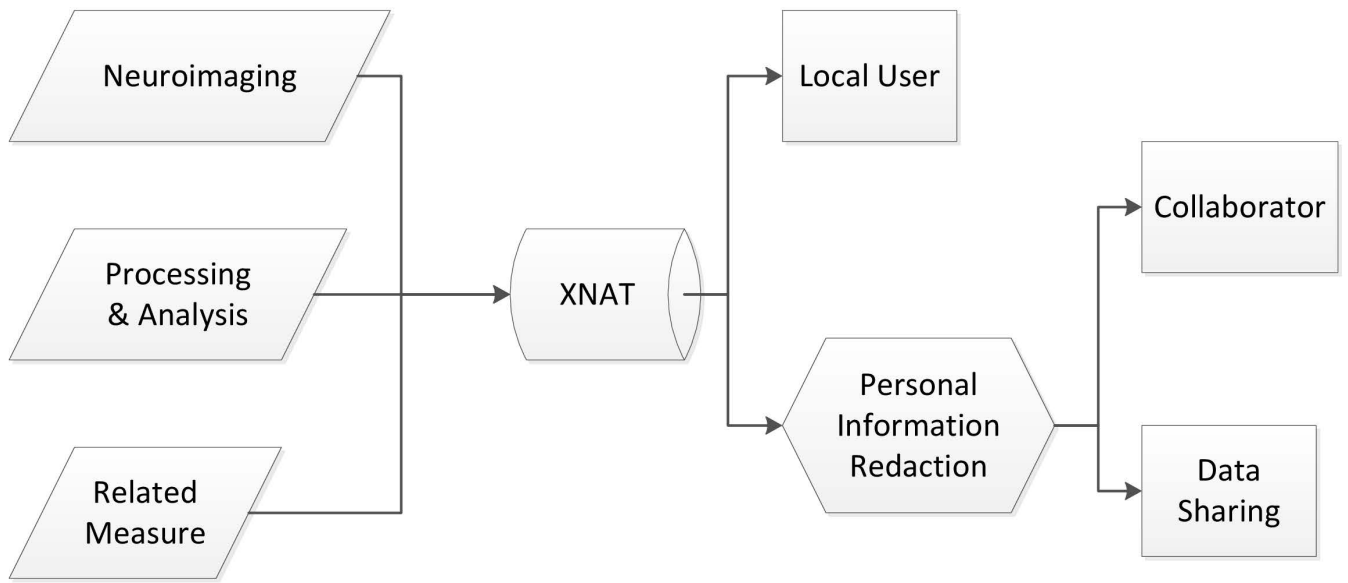 Neuroimaging
Processing
& Analysis
Related
Measure
XNAT
Local User
Personal
Information
Redaction
Collaborator
Data
Sharing